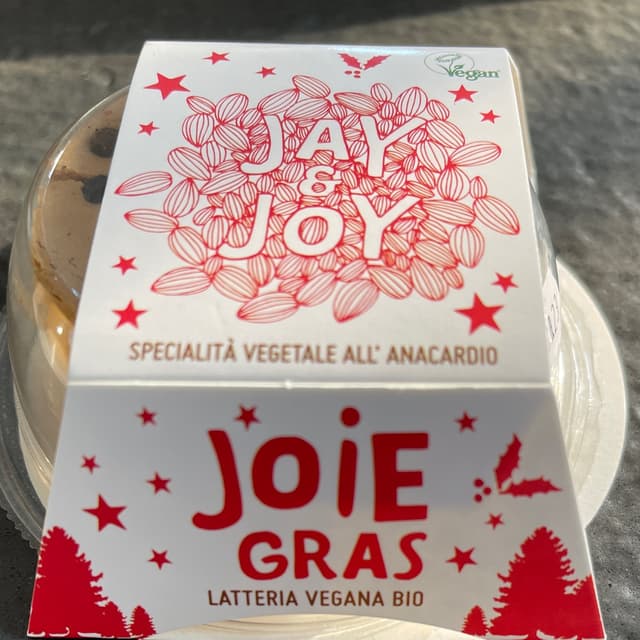 Vegan
JAY
&
JOY
SPECIALITÀ VEGETALE ALL' ANACARDIO
JOIE
GRAS
LATTERIA VEGANA BIO